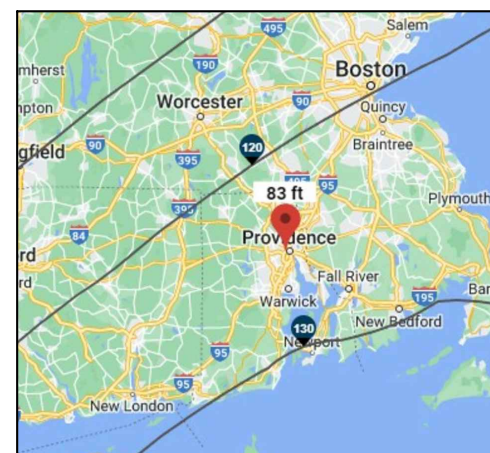 495
Salem
190
mherst
Boston
Worcester
90
Quincy
pton
Braintree
120
90
gfield
395
95
83 ft
395
Plymouth
84
Providence
rd
rd
Fall River
Warwick
195
Bar
130
New Bedford
Newport
95
95
New London